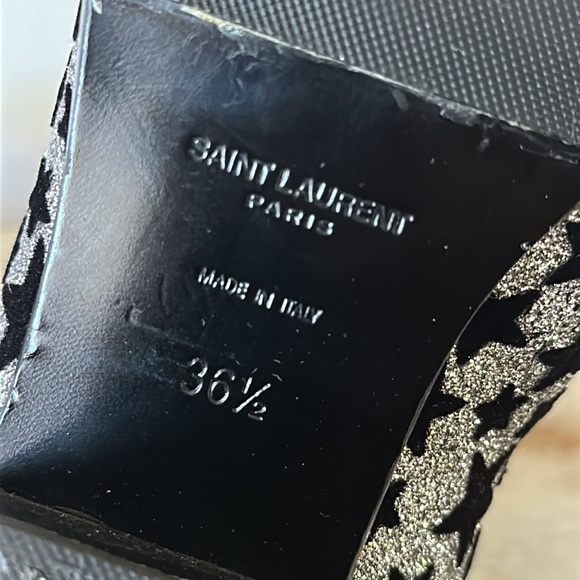 SAINT LAURENT
PARIS
MADE IN ITALY
36½